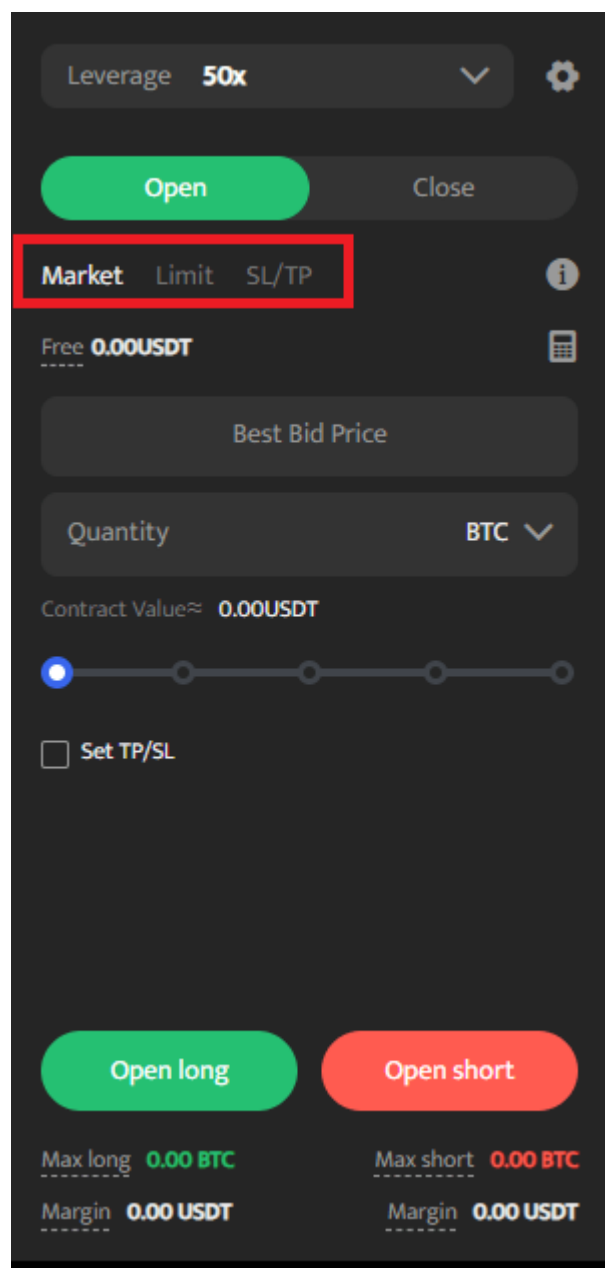 Leverage 50x
Open Close
Market Limit SL/TP
Free 0.00USDT
Best Bid Price
Quantity BTC
Contract Value≈ 0.00USDT
Set TP/SL
Open long Open short
Max long 0.00 BTC Max short 0.00 BTC
Margin 0.00 USDT Margin 0.00 USDT